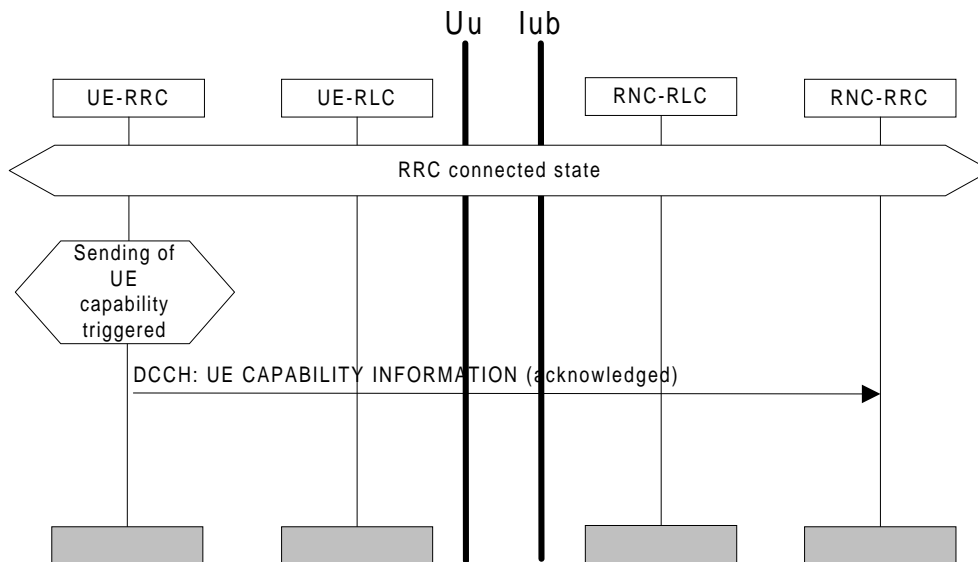 Uu
Iub
UE-RRC
UE-RLC
RNC-RLC
RNC-RRC
RRC connected state
Sending of
UE
capability
triggered
DCCH: UE CAPABILITY INFORMATION (acknowledged)